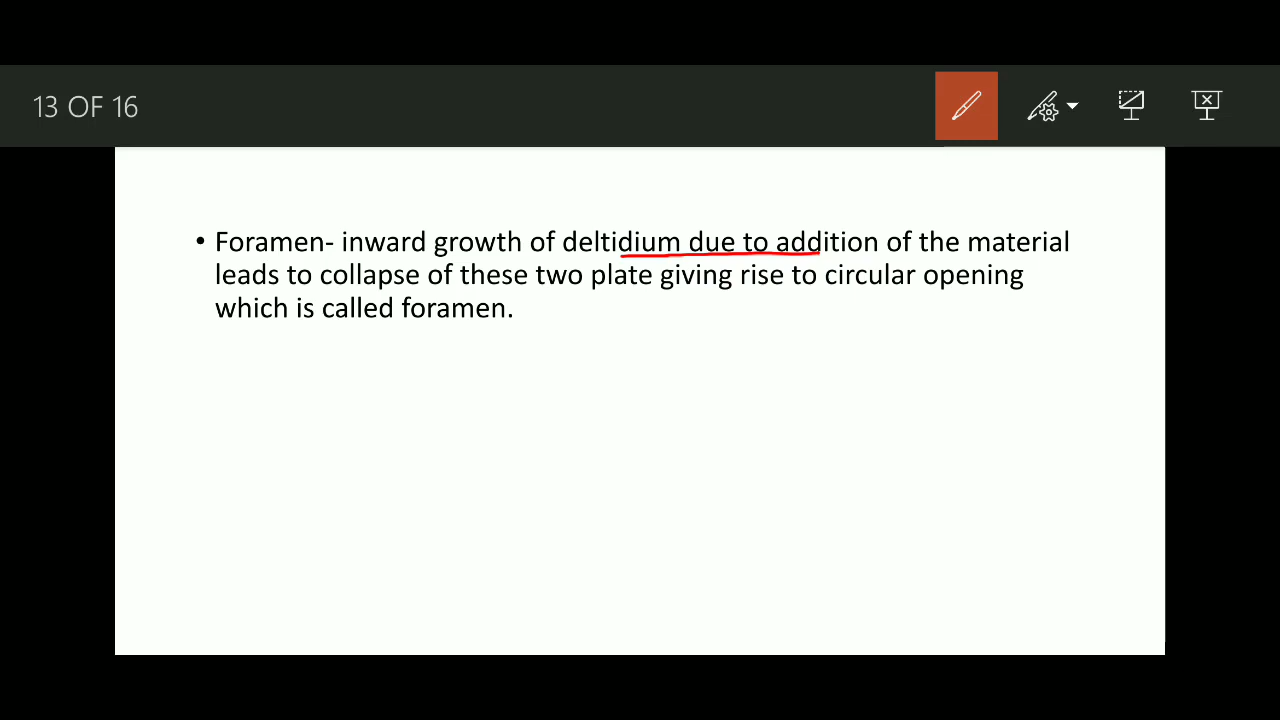 13 OF 16
• Foramen- inward growth of deltidium due to addition of the material
leads to collapse of these two plate giving rise to circular opening
which is called foramen.